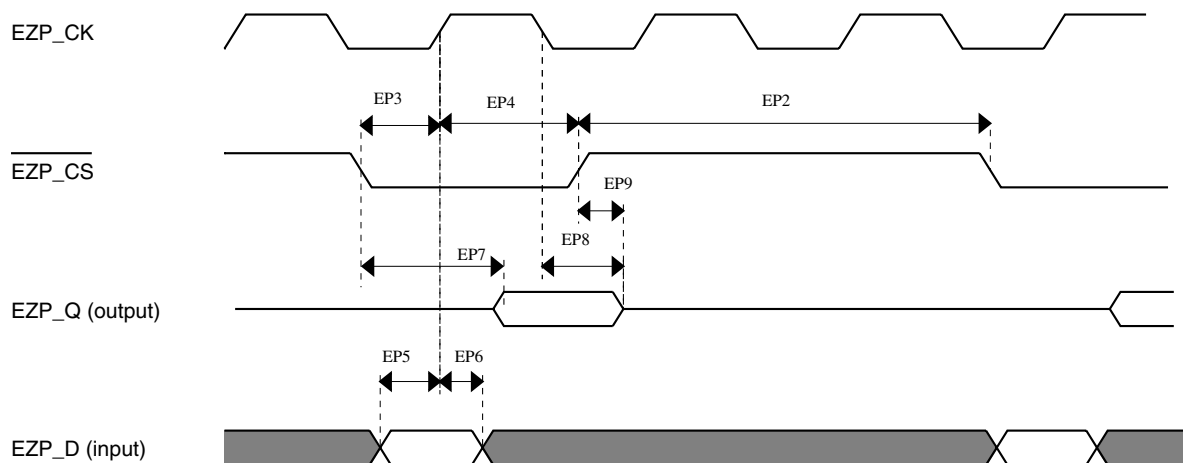 EZP_CK
EP3
EP4
EP2
EZP_CS
EP9
EP8
EP7
EZP_Q (output)
EP5
EP6
EZP_D (input)